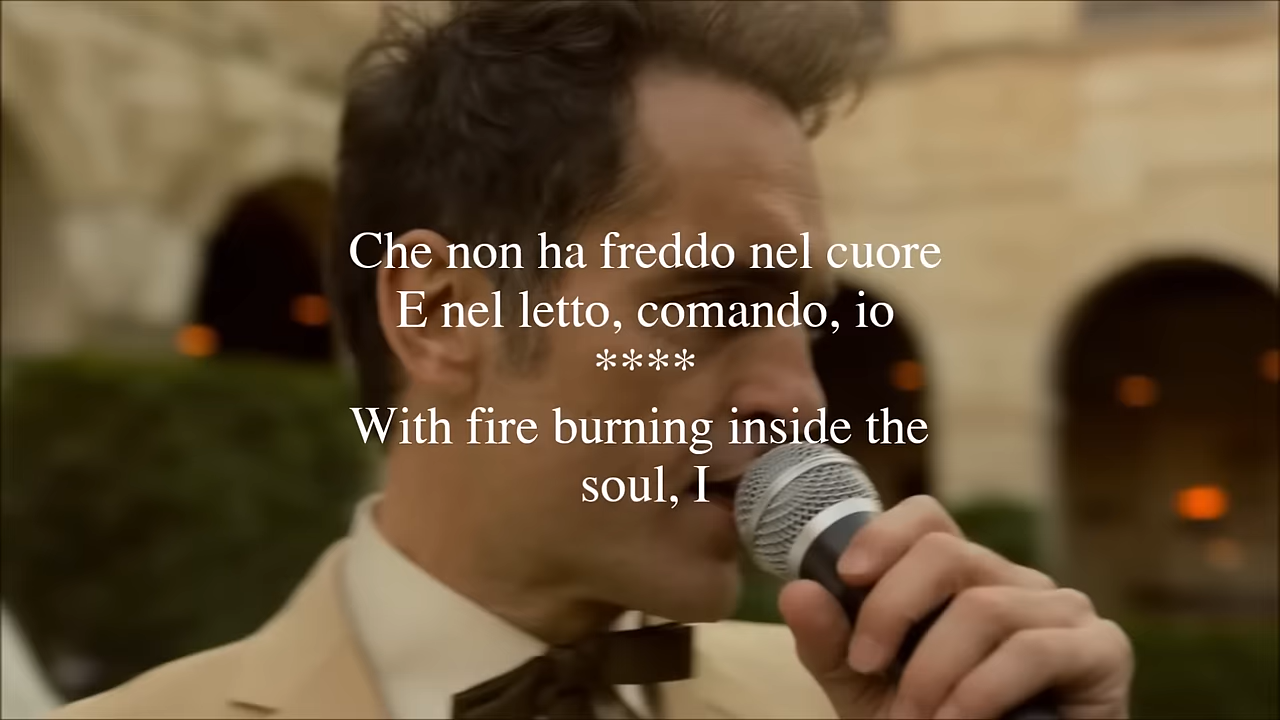 Che non ha freddo nel cuore
E nel letto, comando, io
****
With fire burning inside the
soul, I